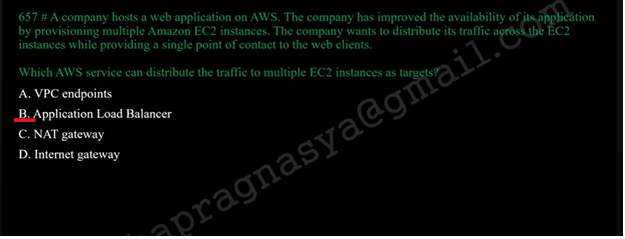 657 # A company hosts a web application on AWS. The company has improved the availability of its application
by provisioning multiple Amazon EC2 instances. The company wants to distribute its traffic across the EC2
instances while providing a single point of contact to the web clients.
Which AWS service can distribute the traffic to multiple EC2 instances as targets?
A. VPC endpoints
B. Application Load Balancer
C. NAT gateway
D. Internet gateway